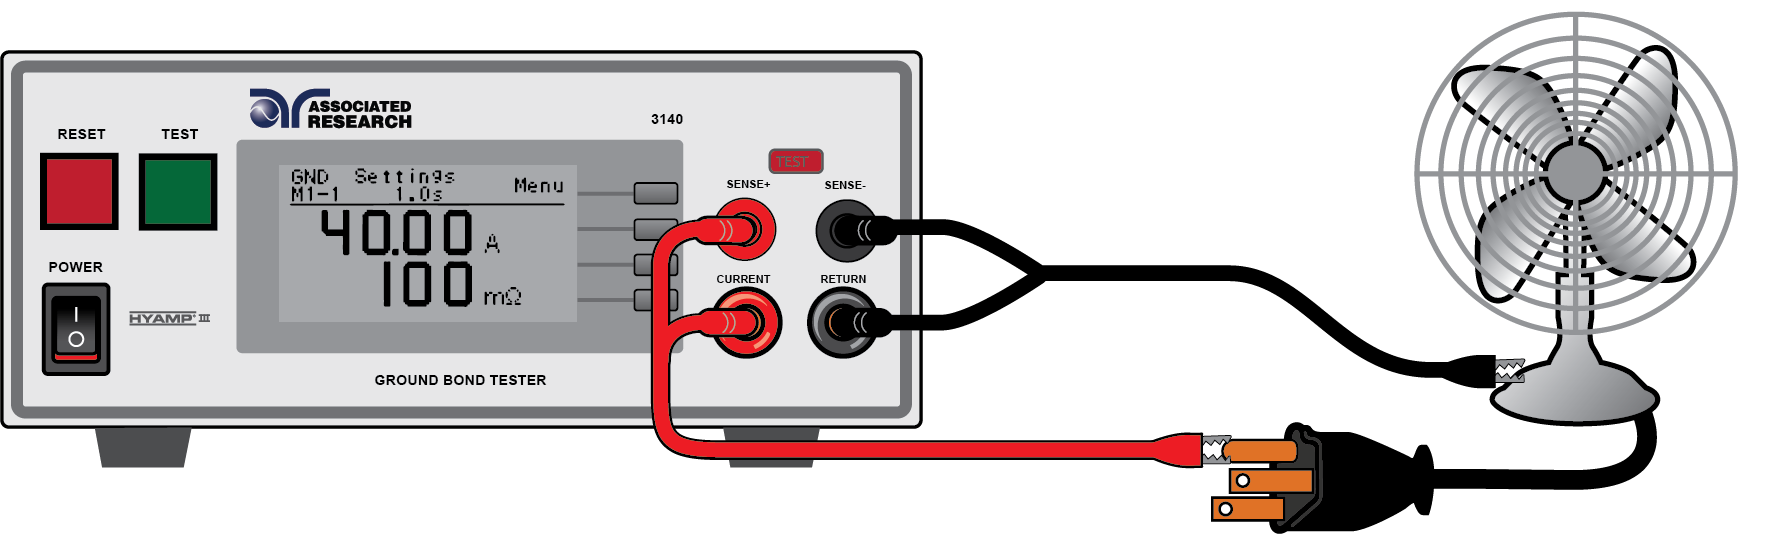 ASSOCIATED
RESEARCH
3140
RESET
TEST
GND Settings
M1-1 1.0s
Menu
40.00 A
100 mΩ
TEST
SENSE+
SENSE-
CURRENT
RETURN
POWER
I
O
HYAMP® III
GROUND BOND TESTER